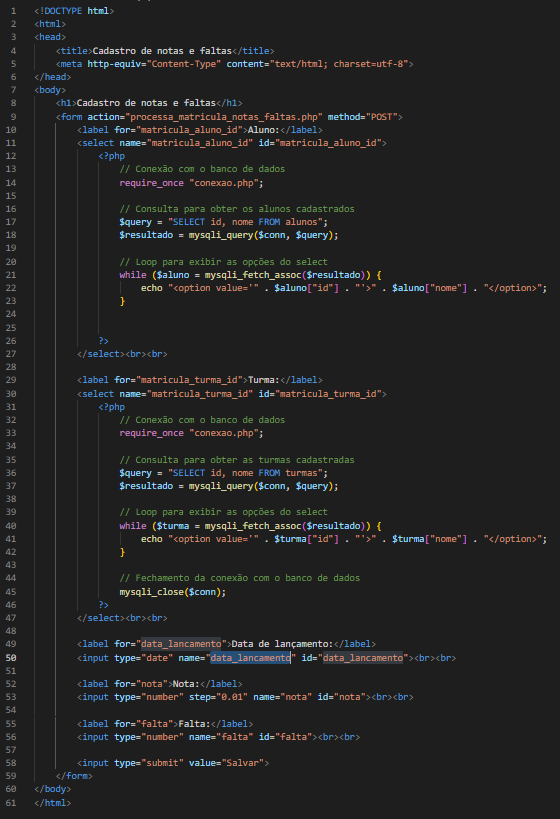 1 <!DOCTYPE html>
2 <html>
3 <head>
4     <title>Cadastro de notas e faltas</title>
5     <meta http-equiv="Content-Type" content="text/html; charset=utf-8">
6 </head>
7 <body>
8     <h1>Cadastro de notas e faltas</h1>
9     <form action="processa_matricula_notas_faltas.php" method="POST">
10         <label for="matricula_aluno_id">Aluno:</label>
11         <select name="matricula_aluno_id" id="matricula_aluno_id">
12             <?php
13                 // Conexão com o banco de dados
14                 require_once "conexao.php";
15
16                 // Consulta para obter os alunos cadastrados
17                 $query = "SELECT id, nome FROM alunos";
18                 $resultado = mysqli_query($conn, $query);
19
20                 // Loop para exibir as opções do select
21                 while ($aluno = mysqli_fetch_assoc($resultado)) {
22                     echo "<option value='" . $aluno["id"] . "'>" . $aluno["nome"] . "</option>";
23                 }
24
25
26             ?>
27         </select><br><br>
28
29         <label for="matricula_turma_id">Turma:</label>
30         <select name="matricula_turma_id" id="matricula_turma_id">
31             <?php
32                 // Conexão com o banco de dados
33                 require_once "conexao.php";
34
35                 // Consulta para obter as turmas cadastradas
36                 $query = "SELECT id, nome FROM turmas";
37                 $resultado = mysqli_query($conn, $query);
38
39                 // Loop para exibir as opções do select
40                 while ($turma = mysqli_fetch_assoc($resultado)) {
41                     echo "<option value='" . $turma["id"] . "'>" . $turma["nome"] . "</option>";
42                 }
43
44                 // Fechamento da conexão com o banco de dados
45                 mysqli_close($conn);
46             ?>
47         </select><br><br>
48
49         <label for="data_lancamento">Data de lançamento:</label>
50         <input type="date" name="data_lancamento" id="data_lancamento"><br><br>
51
52         <label for="nota">Nota:</label>
53         <input type="number" step="0.01" name="nota" id="nota"><br><br>
54
55         <label for="falta">Falta:</label>
56         <input type="number" name="falta" id="falta"><br><br>
57
58         <input type="submit" value="Salvar">
59     </form>
60 </body>
61 </html>